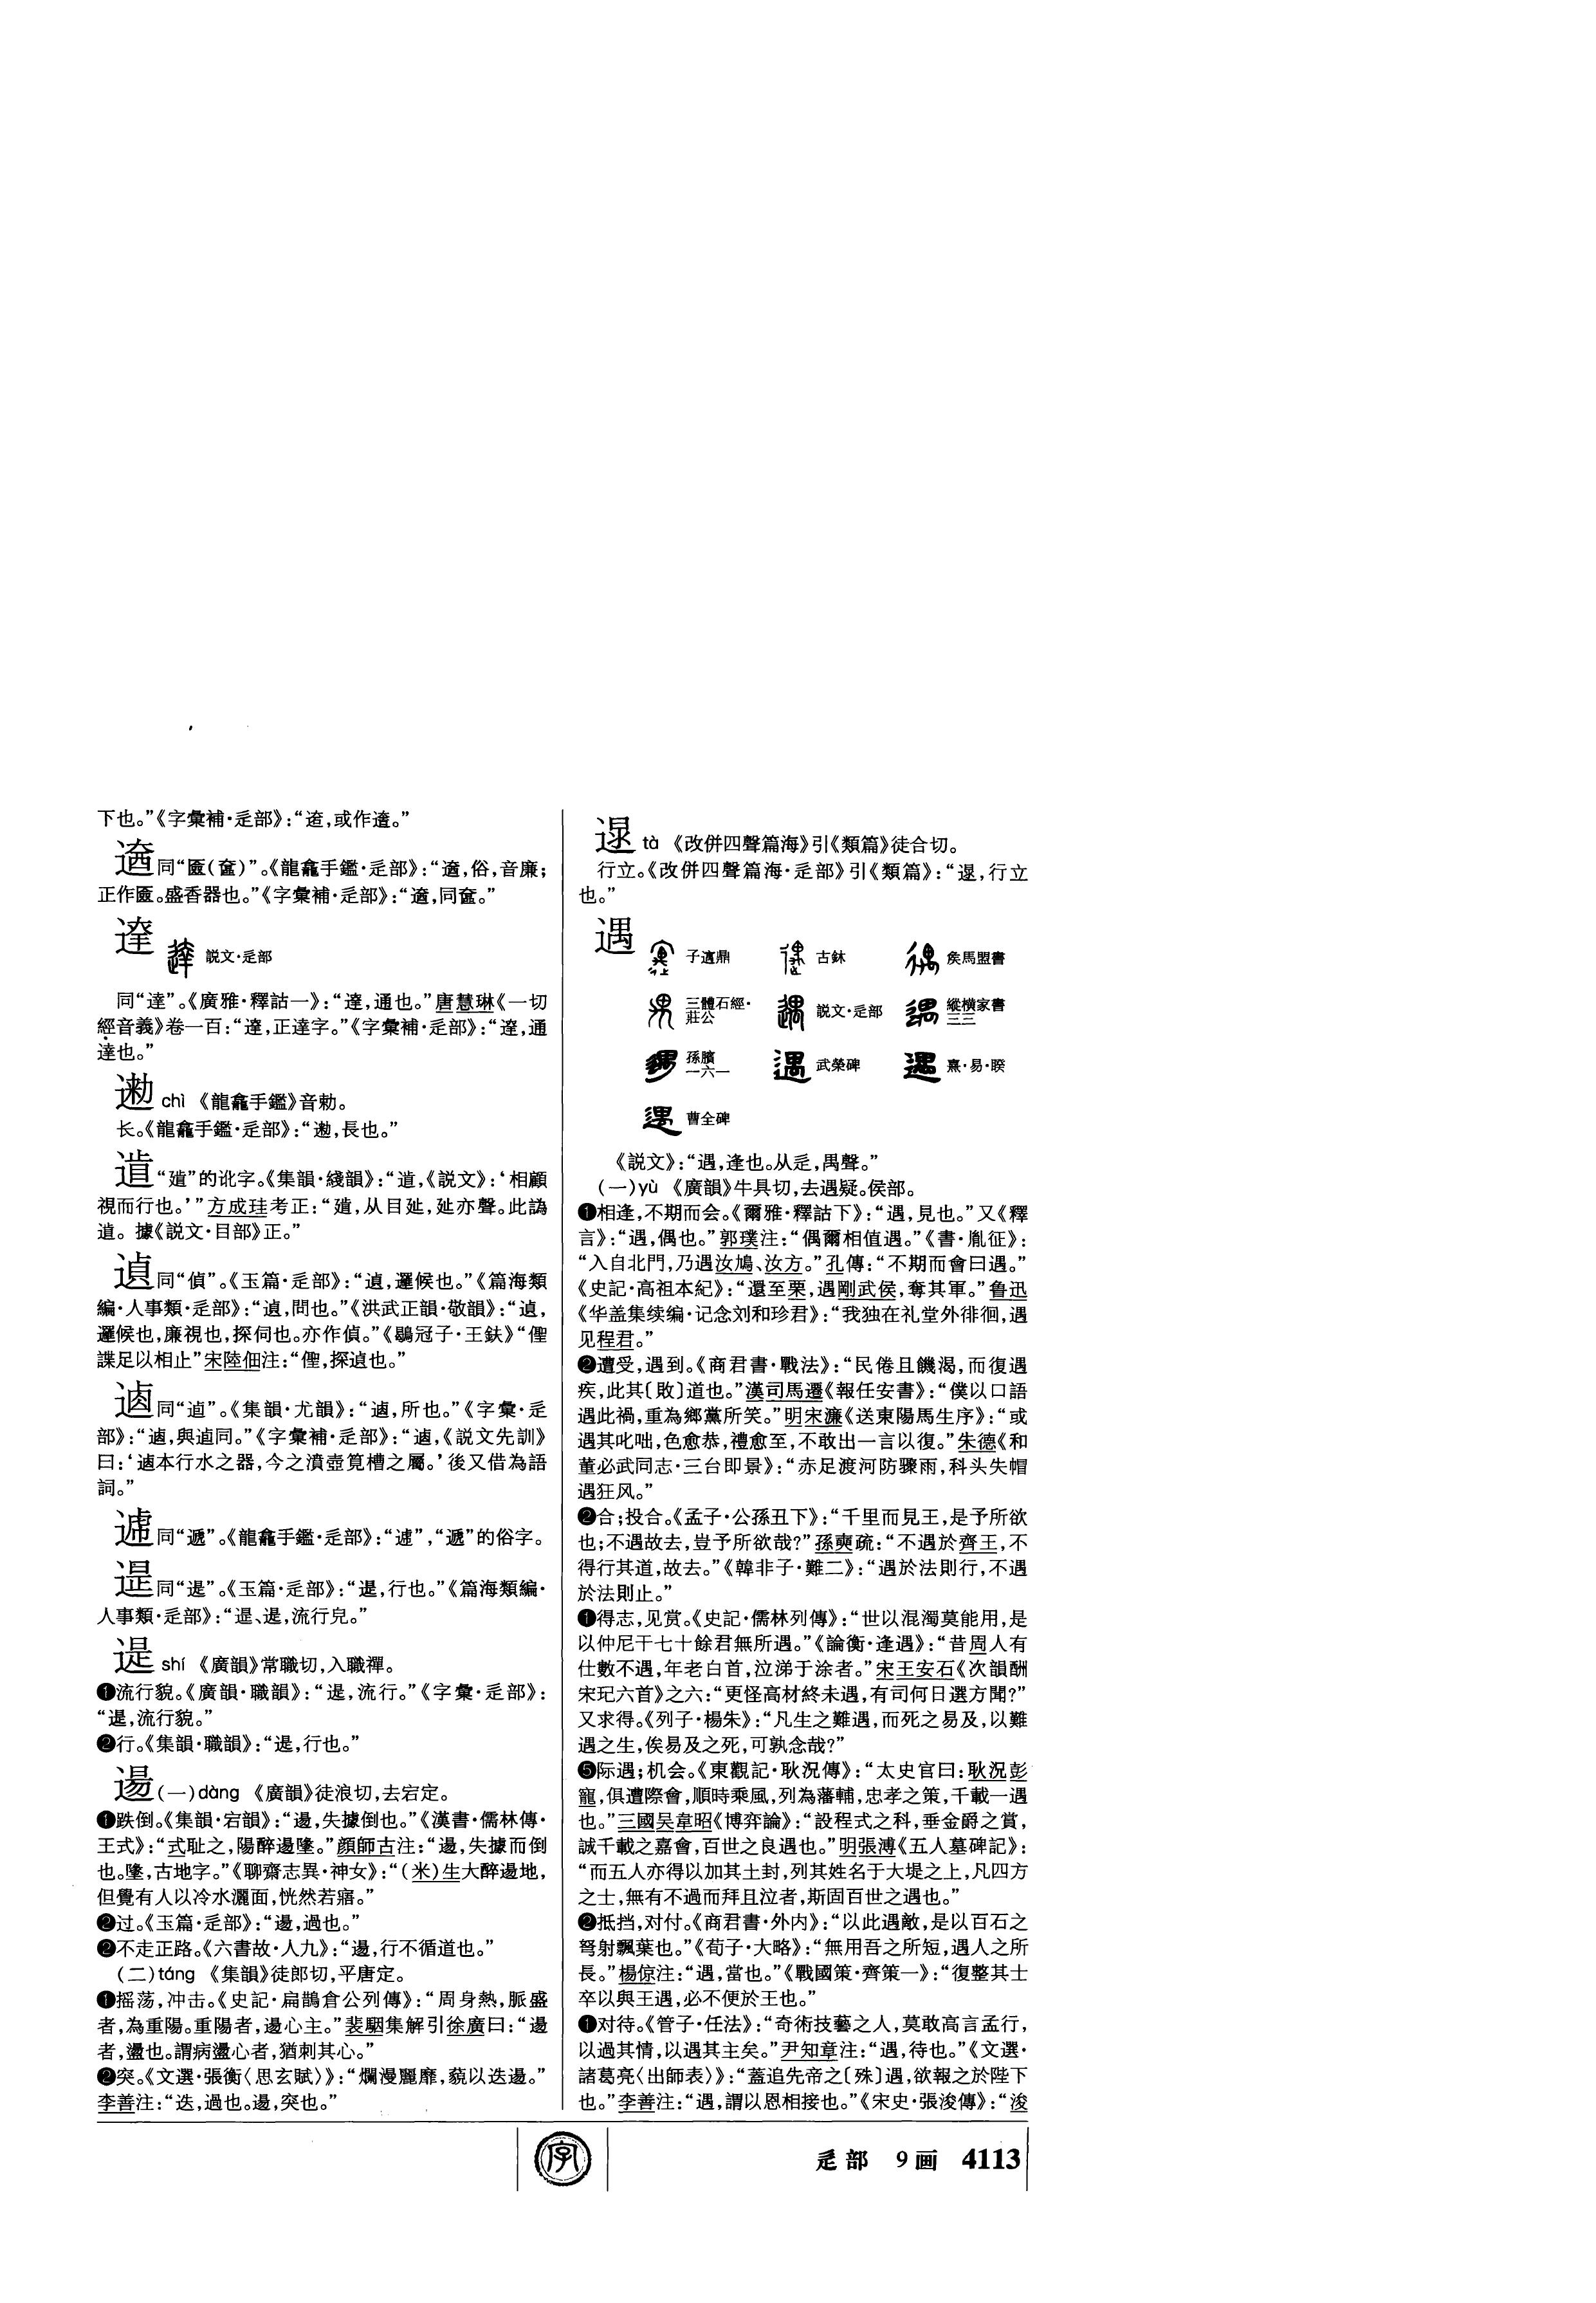 下也。”《字彙補·辵部》：“逩，或作遳。”
同“匳(奩)”。《龍龕手鑑·辵部》：“，俗，音廉；
正作匳。盛香器也。”《字彙補·辵部》：“，同奩。”
説文·辵部
同“達”。《廣雅·釋詁一》：“，通也。”唐慧琳《一切
經音義》卷一百：“，正達字。”《字彙補·辵部》：“，通
達也。”
chì 《龍龕手鑑》音勅。
长。《龍龕手鑑·辵部》：“，長也。”
“”的讹字。《集韻·綫韻》：“，《説文》：‘相顧
視而行也。’”方成珪考正：“，从目㢟，㢟亦聲。此譌
。據《説文·目部》正。”
遉同“偵”。《玉篇·辵部》：“遉，邏候也。”《篇海類
編·人事類·辵部》：“遉，問也。”《洪武正韻·敬韻》：“遉，
邏候也，廉視也，探伺也。亦作偵。”《鶡冠子·王鈇》“俚
諜足以相止”宋陸佃注：“俚，探遉也。”
逌同“逌”。《集韻·尤韻》：“，所也。”《字彙·辵
部》：“，與逌同。”《字彙補·辵部》：“，《説文先訓》
曰：‘本行水之器，今之濆壺筧槽之屬。’後又借為語
詞。”
同“遞”。《龍龕手鑑·辵部》：“”，“遞”的俗字。
同“遈”。《玉篇·辵部》：“遈，行也。”《篇海類編·
人事類·辵部》：“、遈，流行皃。”
遈 shí 《廣韻》常職切，入職禪。
❶流行貌。《廣韻·職韻》：“遈，流行。”《字彙·辵部》：
“遈，流行貌。”
❷行。《集韻·職韻》：“遈，行也。”
逿(一)dàng 《廣韻》徒浪切，去宕定。
❶跌倒。《集韻·宕韻》：“逿，失據倒也。”《漢書·儒林傳·
王式》：“式耻之，陽醉逿墬。”顔師古注：“逿，失據而倒
也。墬，古地字。”《聊齋志異·神女》：“(米)生大醉逿地，
但覺有人以冷水灑面，恍然若寤。”
❷过。《玉篇·辵部》：“逿，過也。”
❷不走正路。《六書故·人九》：“逿，行不循道也。”
(二)táng 《集韻》徒郎切，平唐定。
❶摇荡，冲击。《史記·扁鵲倉公列傳》：“周身熱，脈盛
者，為重陽。重陽者，逿心主。”裴駰集解引徐廣曰：“逿
者，盪也。謂病盪心者，猶刺其心。”
❷突。《文選·張衡〈思玄賦〉》：“爛漫麗靡，藐以迭逿。”
李善注：“迭，過也。逿，突也。”
遝 tà 《改併四聲篇海》引《類篇》徒合切。
行立。《改併四聲篇海·辵部》引《類篇》：“，行立
也。”
遇
子䢔鼎 古鉢 侯馬盟書
三體石經·莊公 説文·辵部 縱横家書三三
孫臏一六一 武榮碑 熹·易·睽
曹全碑
《説文》：“遇，逢也。从辵，禺聲。”
(一)yù 《廣韻》牛具切，去遇疑。侯部。
❶相逢，不期而会。《爾雅·釋詁下》：“遇，見也。”又《釋
言》：“遇，偶也。”郭璞注：“偶爾相值遇。”《書·胤征》：
“入自北門，乃遇汝鳩、汝方。”孔傳：“不期而會曰遇。”
《史記·高祖本紀》：“還至栗，遇剛武侯，奪其軍。”鲁迅
《华盖集续编·记念刘和珍君》：“我独在礼堂外徘徊，遇
见程君。”
❷遭受，遇到。《商君書·戰法》：“民倦且饑渴，而復遇
疾，此其〔敗〕道也。”漢司馬遷《報任安書》：“僕以口語
遇此禍，重為鄉黨所笑。”明宋濂《送東陽馬生序》：“或
遇其叱咄，色愈恭，禮愈至，不敢出一言以復。”朱德《和
董必武同志·三台即景》：“赤足渡河防骤雨，科头失帽
遇狂风。”
❷合；投合。《孟子·公孫丑下》：“千里而見王，是予所欲
也；不遇故去，豈予所欲哉？”孫奭疏：“不遇於齊王，不
得行其道，故去。”《韓非子·難二》：“遇於法則行，不遇
於法則止。”
❶得志，见赏。《史記·儒林列傳》：“世以混濁莫能用，是
以仲尼干七十餘君無所遇。”《論衡·逢遇》：“昔周人有
仕數不遇，年老白首，泣涕于涂者。”宋王安石《次韻酬
宋玘六首》之六：“更怪高材終未遇，有司何日選方聞？”
又求得。《列子·楊朱》：“凡生之難遇，而死之易及，以難
遇之生，俟易及之死，可孰念哉？”
❺际遇；机会。《東觀記·耿況傳》：“太史官曰：耿況彭
寵，俱遭際會，順時乘風，列為藩輔，忠孝之策，千載一遇
也。”三國吴韋昭《博弈論》：“設程式之科，垂金爵之賞，
誠千載之嘉會，百世之良遇也。”明張溥《五人墓碑記》：
“而五人亦得以加其土封，列其姓名于大堤之上，凡四方
之士，無有不過而拜且泣者，斯固百世之遇也。”
❷抵挡，对付。《商君書·外内》：“以此遇敵，是以百石之
弩射飄葉也。”《荀子·大略》：“無用吾之所短，遇人之所
長。”楊倞注：“遇，當也。”《戰國策·齊策一》：“復整其士
卒以與王遇，必不便於王也。”
❶对待。《管子·任法》：“奇術技藝之人，莫敢高言孟行，
以過其情，以遇其主矣。”尹知章注：“遇，待也。”《文選·
諸葛亮〈出師表〉》：“蓋追先帝之〔殊〕遇，欲報之於陛下
也。”李善注：“遇，謂以恩相接也。”《宋史·張浚傳》：“浚
字
辵部 9画 4113